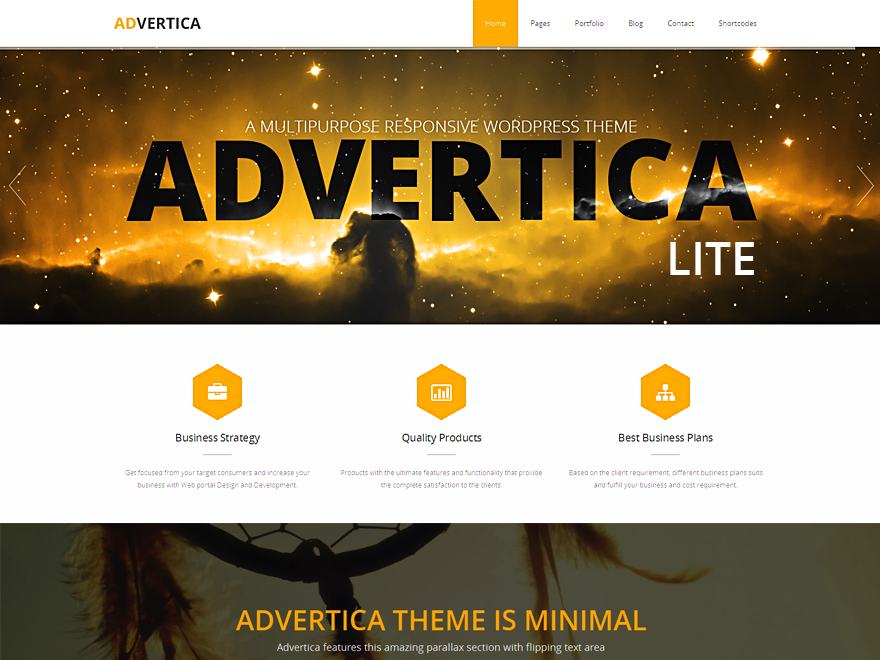 ADVERTICA
Home Pages Portfolio Blog Contact Shortcodes
A MULTIPURPOSE RESPONSIVE WORDPRESS THEME
ADVERTICA
LITE
Business Strategy
Get focused from your target consumers and increase your
business with Web portal Design and Development.
Quality Products
Products with the ultimate features and functionality that provide
the complete satisfaction to the clients.
Best Business Plans
Based on the client requirement, different business plans suits
and fulfill your business and cost requirement.
ADVERTICA THEME IS MINIMAL
Advertica features this amazing parallax section with flipping text area